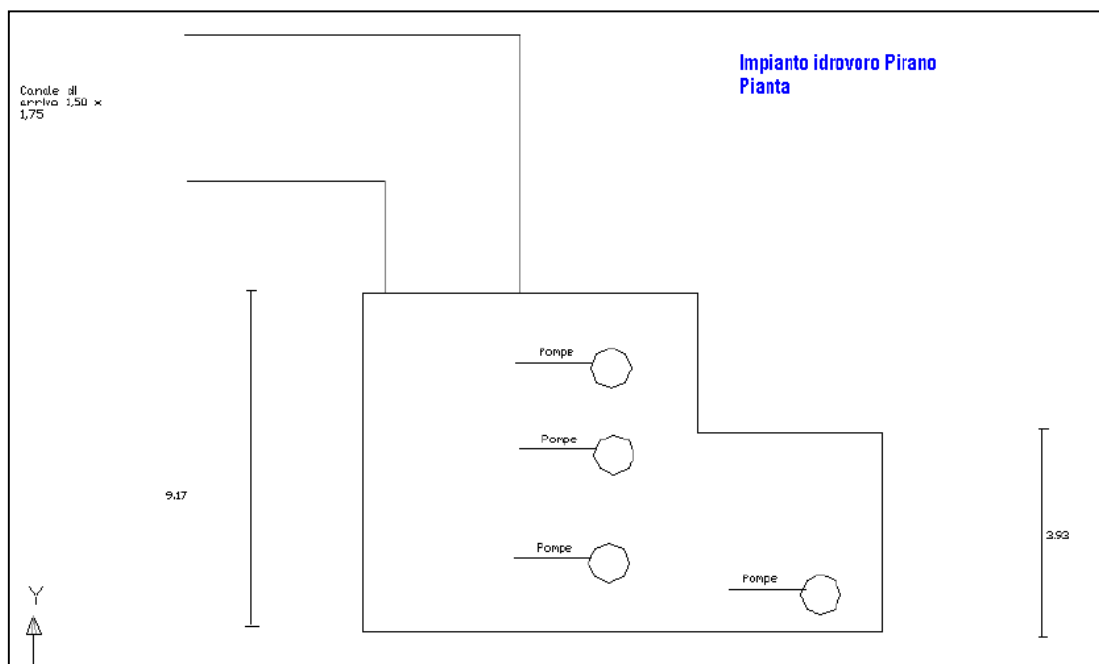 Impianto idrovoro Pirano
Pianta
Canale di
arrivo 1,50 x
1,75
Pompe
Pompe
9.17
3.93
Pompe
Pompe
Y